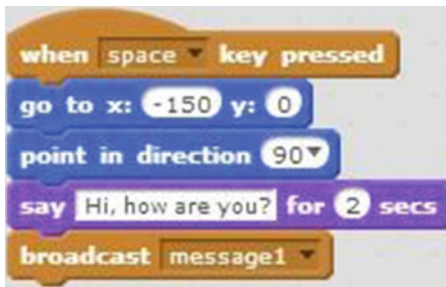 when space key pressed
go to x: -150 y: 0
point in direction 90
say Hi, how are you? for 2 secs
broadcast message1